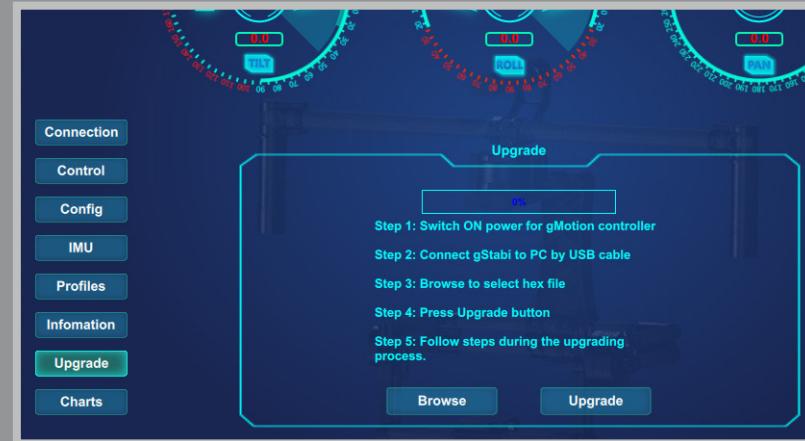 0.0
0.0
0.0
TILT
ROLL
PAN
Connection
Control
Config
IMU
Profiles
Infomation
Upgrade
Charts
Upgrade
0%
Step 1: Switch ON power for gMotion controller
Step 2: Connect gStabi to PC by USB cable
Step 3: Browse to select hex file
Step 4: Press Upgrade button
Step 5: Follow steps during the upgrading
process.
Browse
Upgrade